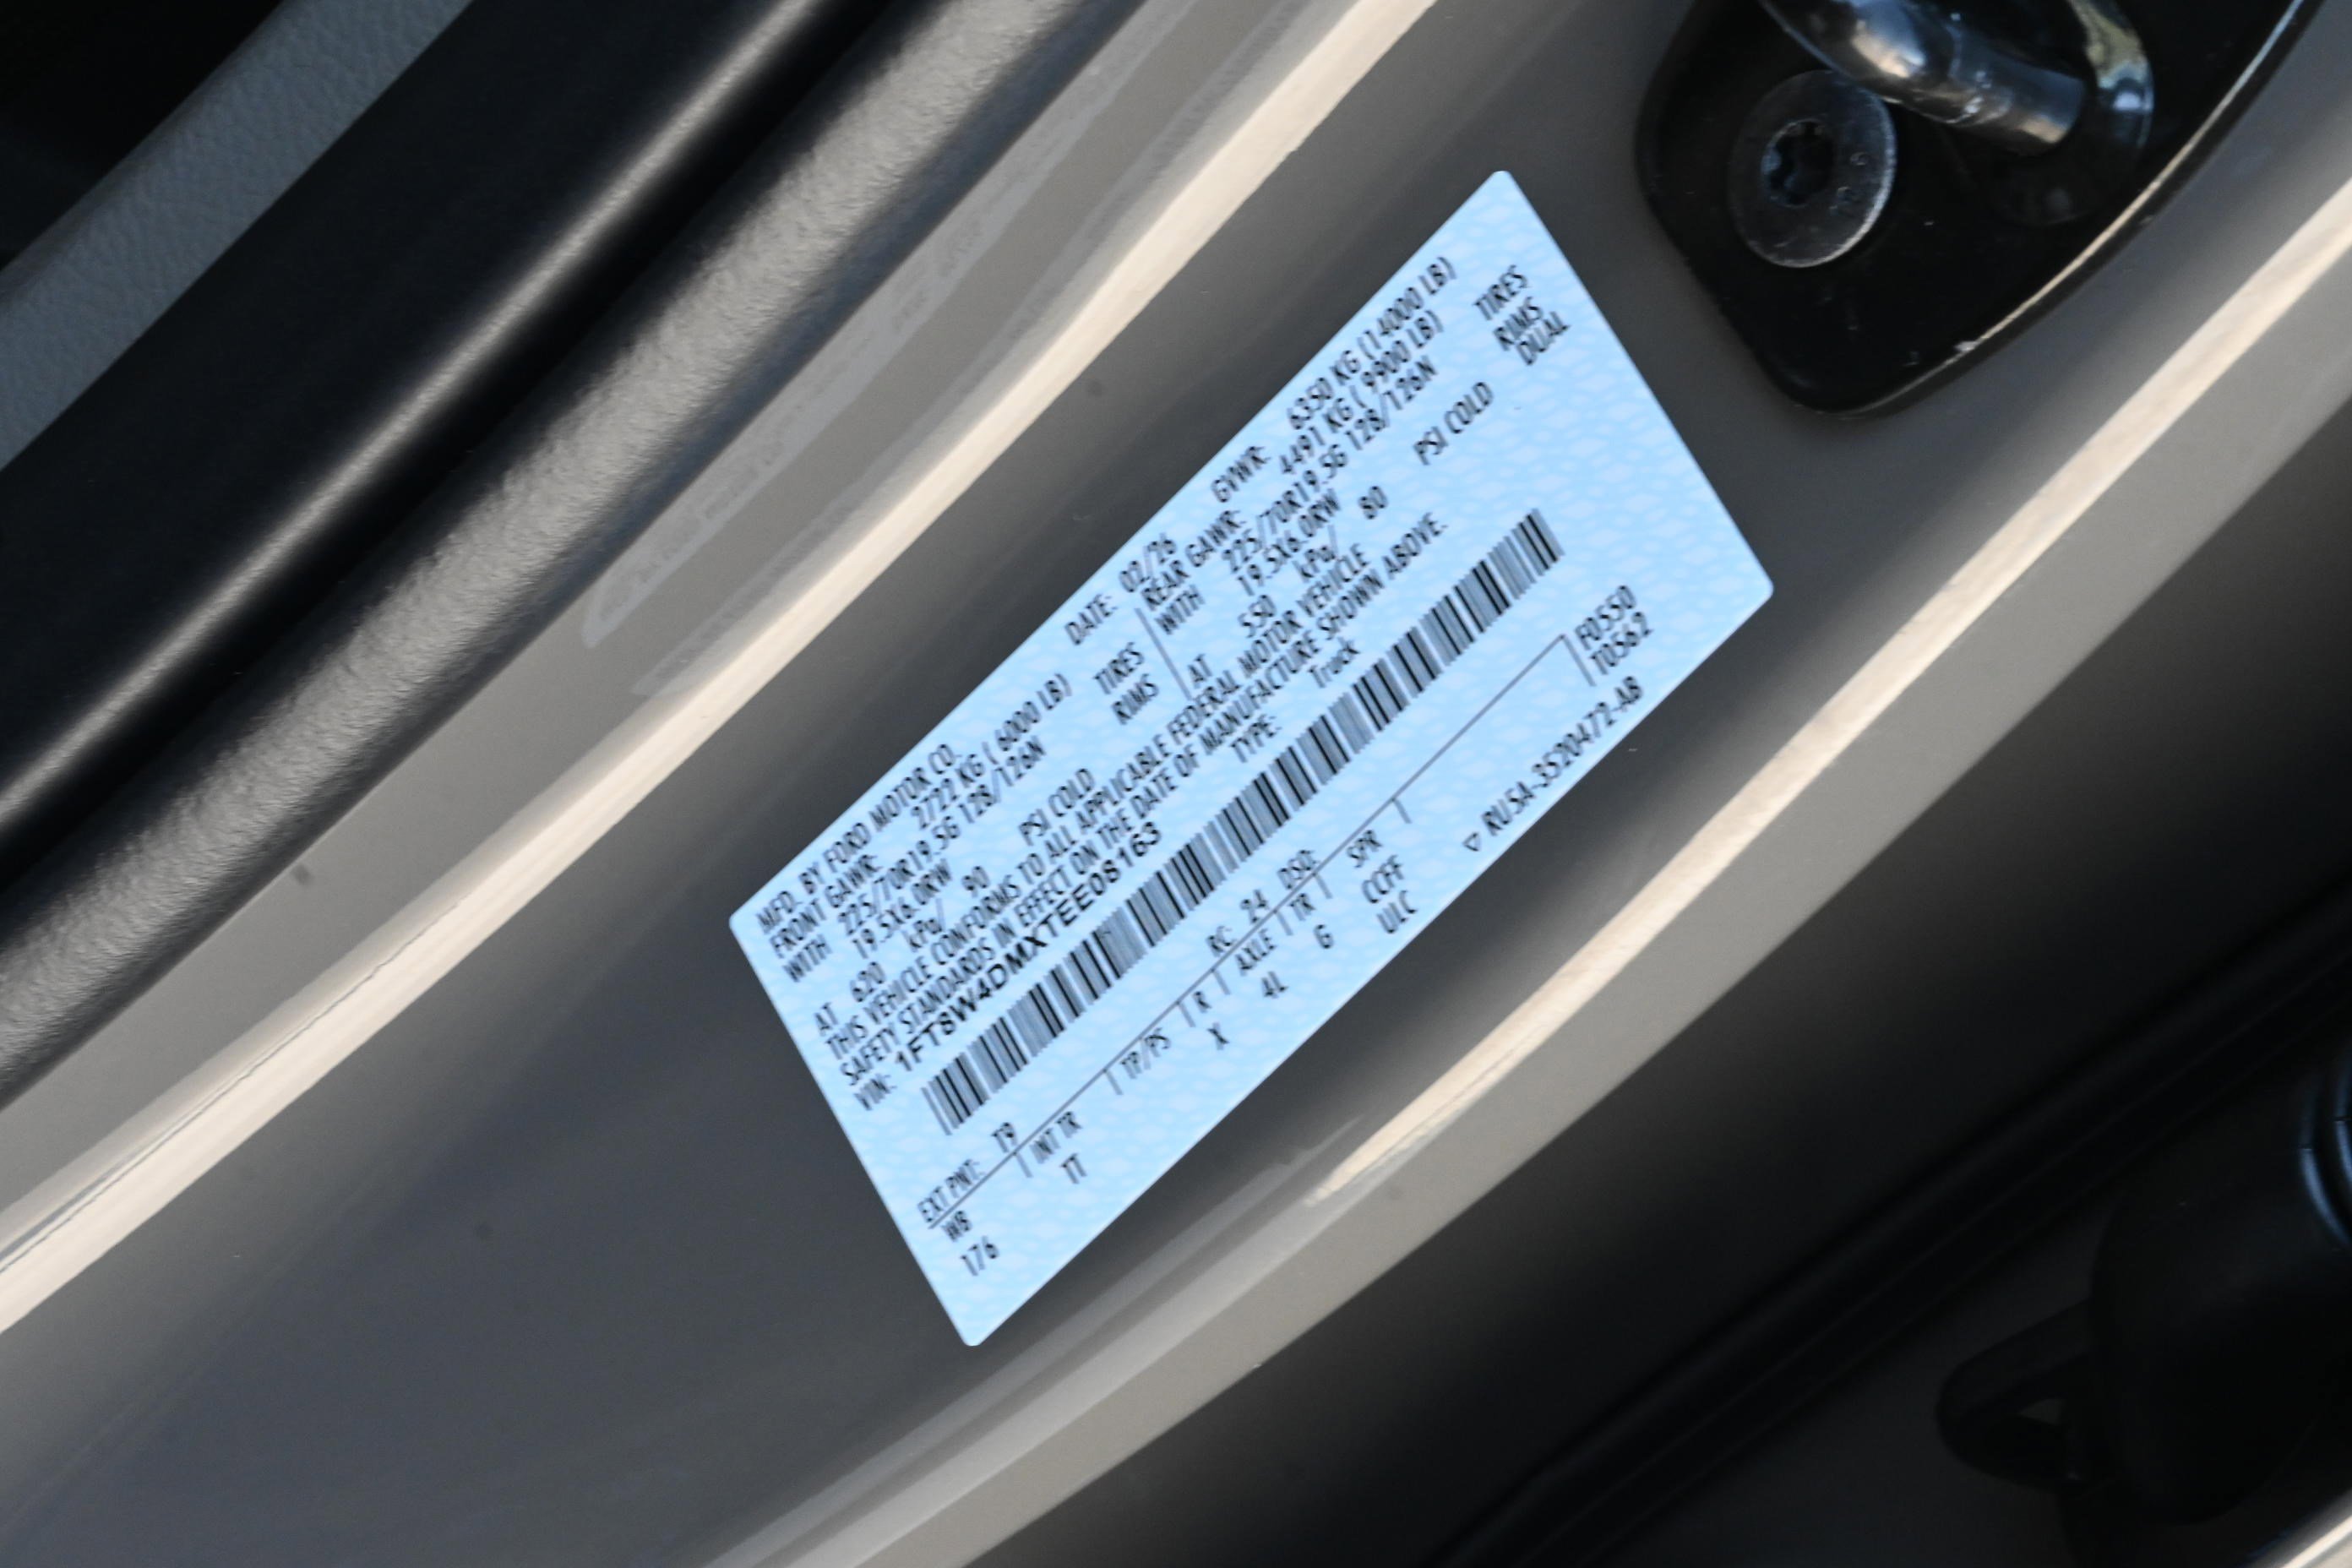 MFD. BY FORD MOTOR CO. DATE: 02/26 GVWR: 6350 KG (14000 LB)
FRONT GAWR: 2722 KG ( 6000 LB) REAR GAWR: 4491 KG ( 9900 LB)
WITH 225/70R19.5G 128/126N TIRES WITH 225/70R19.5G 128/126N TIRES
19.5X6.0RW RIMS 19.5X6.0RW RIMS
AT 620 kPa/ 90 PSI COLD AT 550 kPa/ 80 PSI COLD DUAL
THIS VEHICLE CONFORMS TO ALL APPLICABLE FEDERAL MOTOR VEHICLE
SAFETY STANDARDS IN EFFECT ON THE DATE OF MANUFACTURE SHOWN ABOVE.
VIN: 1FT8W4DMXTEE08163 TYPE: Truck
EXT PNT: T9 RC: 24 DSO: F0550
WB INT TR TP/PS R AXLE TR SPR T0562
176 TT X 4L G CCFF
ULC ▽ RU5A-3520472-AB